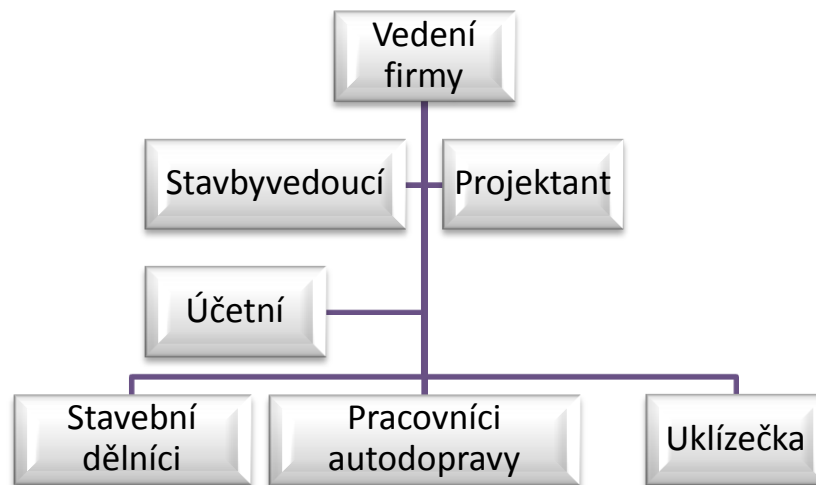 Vedení
firmy
Stavbyvedoucí
Projektant
Účetní
Stavební
dělníci
Pracovníci
autodopravy
Uklízečka